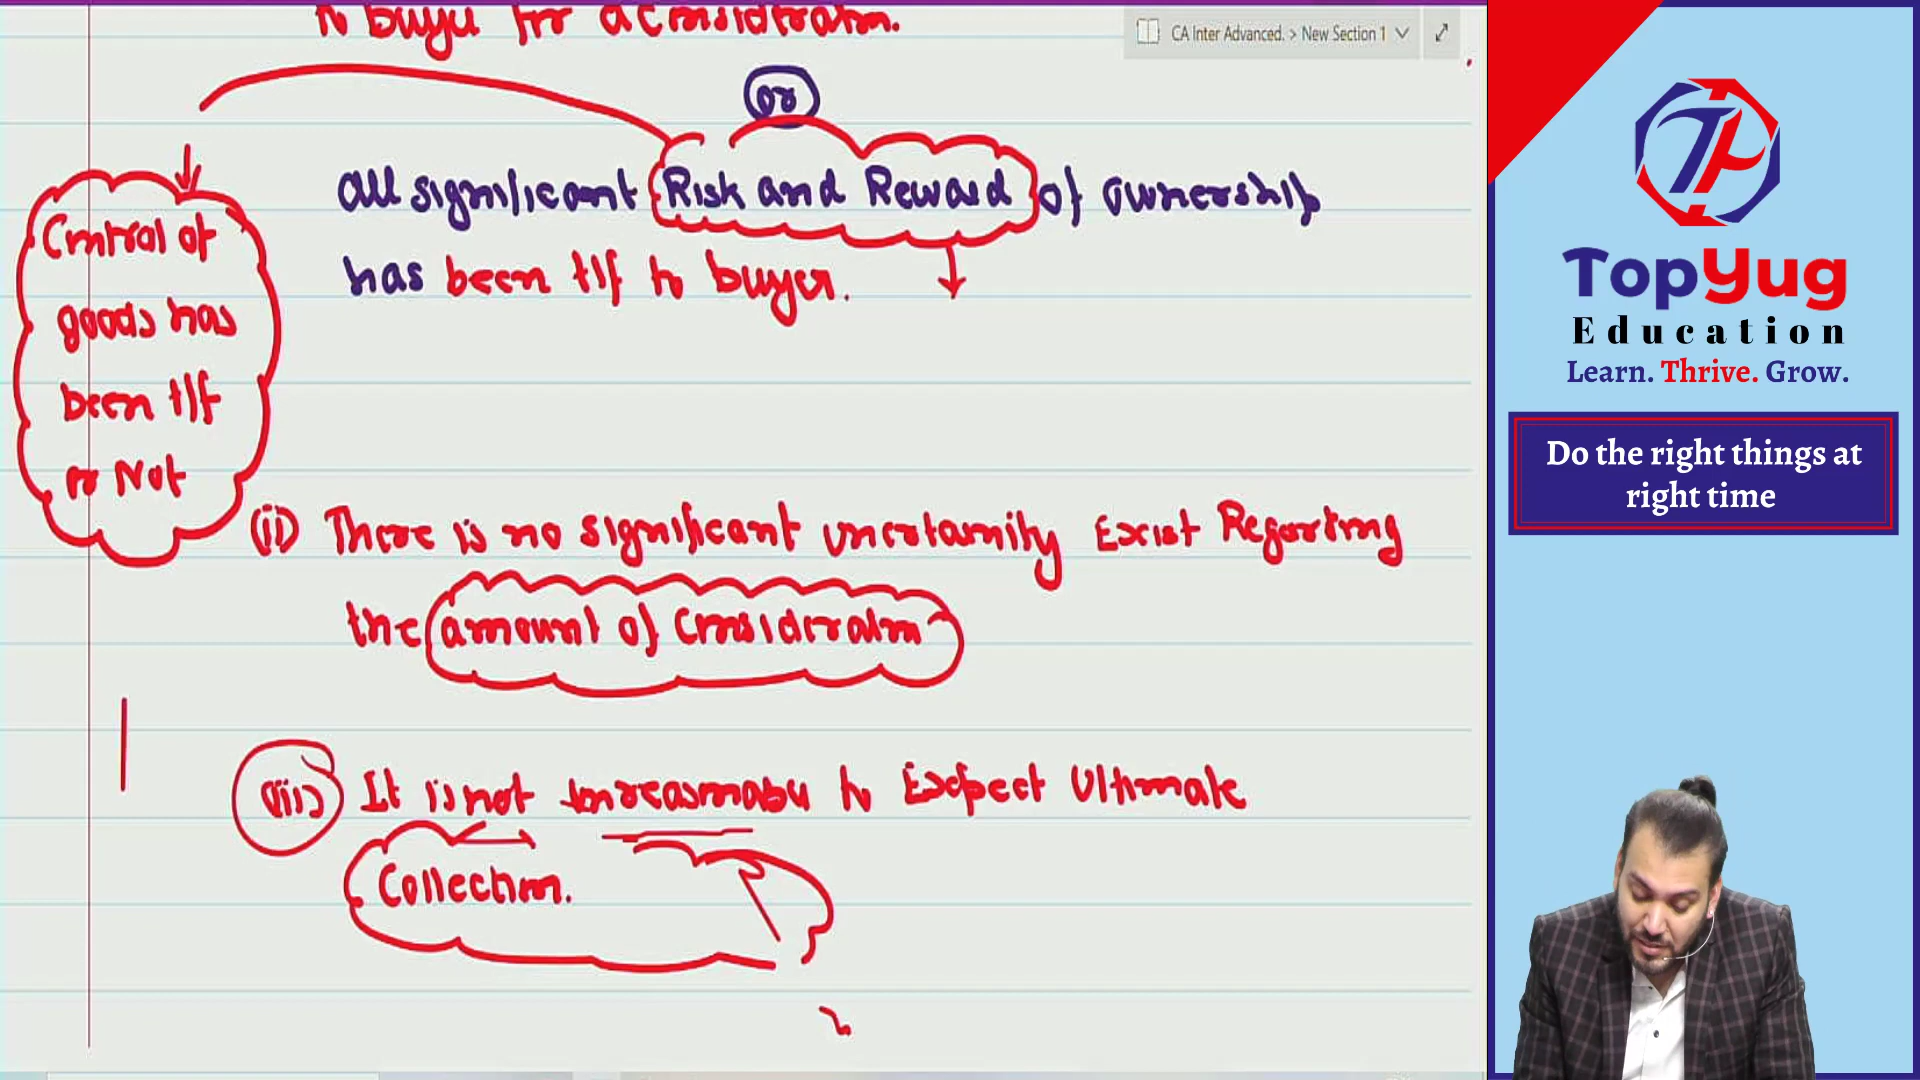 to buyer for a consideration.
CA Inter Advanced. > New Section 1
or
all significant Risk and Reward of ownership
has been t/f to buyer.
Control of
goods has
been t/f
or Not
(ii) There is no significant uncertainity Exist Regarding
the amount of consideration
(iii) It is not unreasonable to Expect Ultimate
Collection.
TopYug
Education
Learn. Thrive. Grow.
Do the right things at
right time